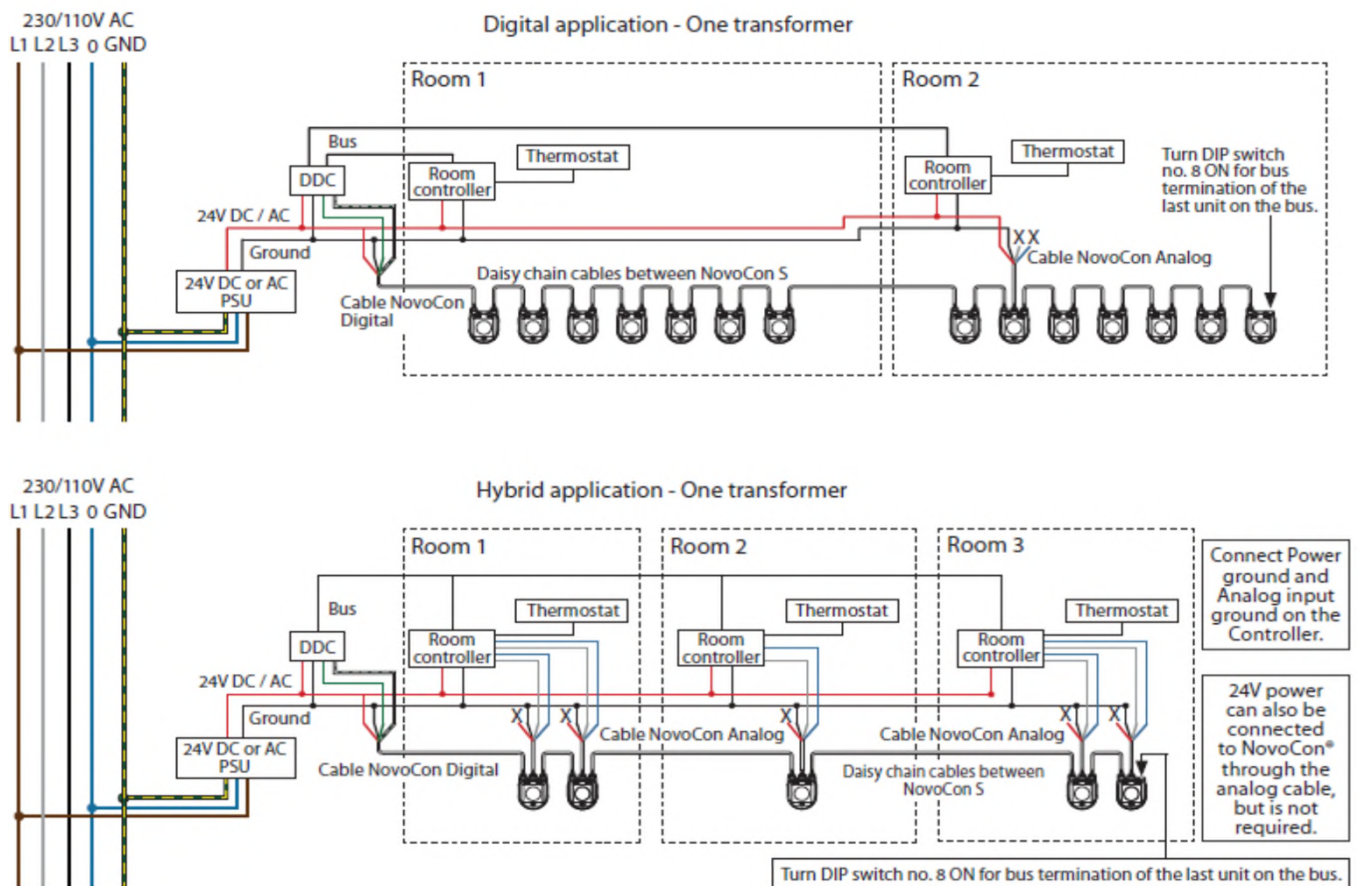 Digital application - One transformer
230/110V AC
L1 L2 L3 0 GND
Room 1
Room 2
Bus
Thermostat
Thermostat
DDC
Room
controller
Room
controller
Turn DIP switch
no. 8 ON for bus
termination of the
last unit on the bus.
24V DC / AC
Ground
X X
Cable NovoCon Analog
24V DC or AC
PSU
Daisy chain cables between NovoCon S
Cable NovoCon
Digital
Hybrid application - One transformer
230/110V AC
L1 L2 L3 0 GND
Room 1
Room 2
Room 3
Bus
Thermostat
Thermostat
Thermostat
DDC
Room
controller
Room
controller
Room
controller
Connect Power
ground and
Analog input
ground on the
Controller.
24V DC / AC
Ground
X
X
X
X
X
Cable NovoCon Analog
Cable NovoCon Analog
24V DC or AC
PSU
Cable NovoCon Digital
Daisy chain cables between
NovoCon S
24V power
can also be
connected
to NovoCon®
through the
analog cable,
but is not
required.
Turn DIP switch no. 8 ON for bus termination of the last unit on the bus.